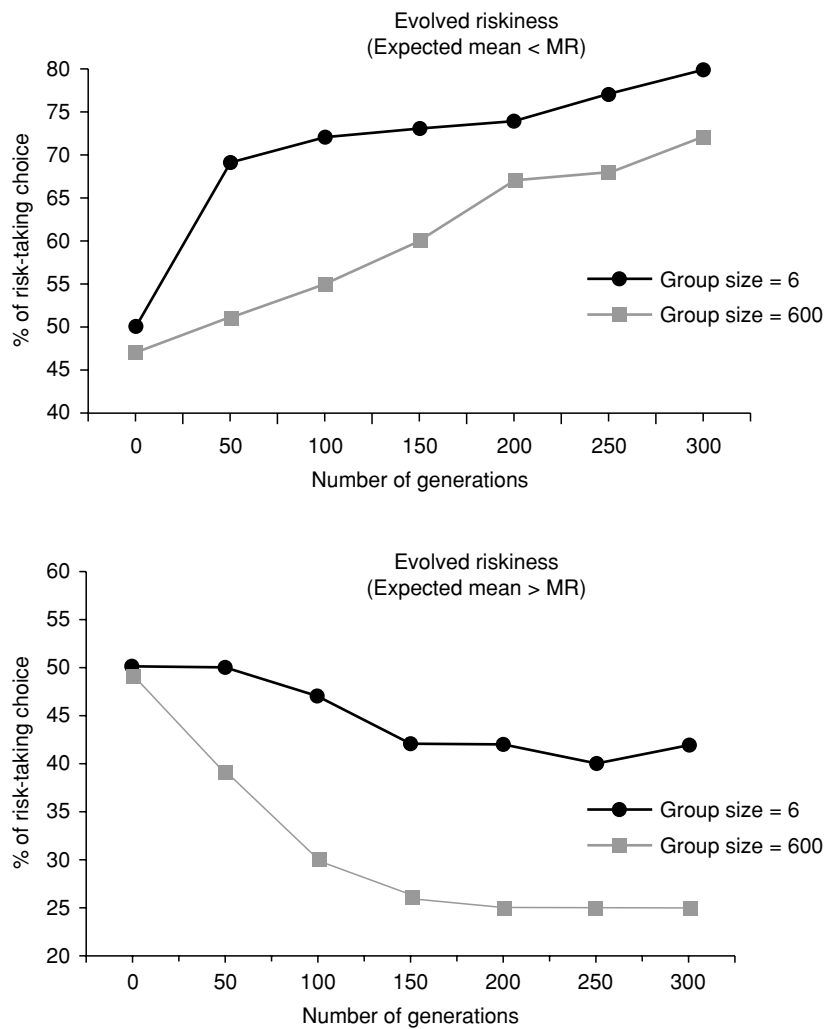 Evolved riskiness
(Expected mean < MR)
80
75
70
65
60
55
50
45
40
% of risk-taking choice
Group size = 6
Group size = 600
0 50 100 150 200 250 300
Number of generations
Evolved riskiness
(Expected mean > MR)
60
55
50
45
40
35
30
25
20
% of risk-taking choice
Group size = 6
Group size = 600
0 50 100 150 200 250 300
Number of generations